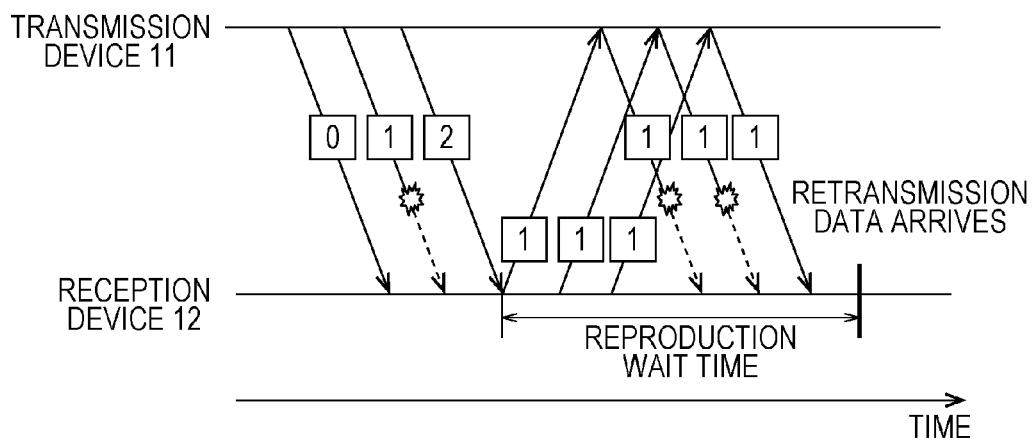 TRANSMISSION
DEVICE 11
0 1 2 1 1 1
RETRANSMISSION
DATA ARRIVES
1 1 1
RECEPTION
DEVICE 12
REPRODUCTION
WAIT TIME
TIME